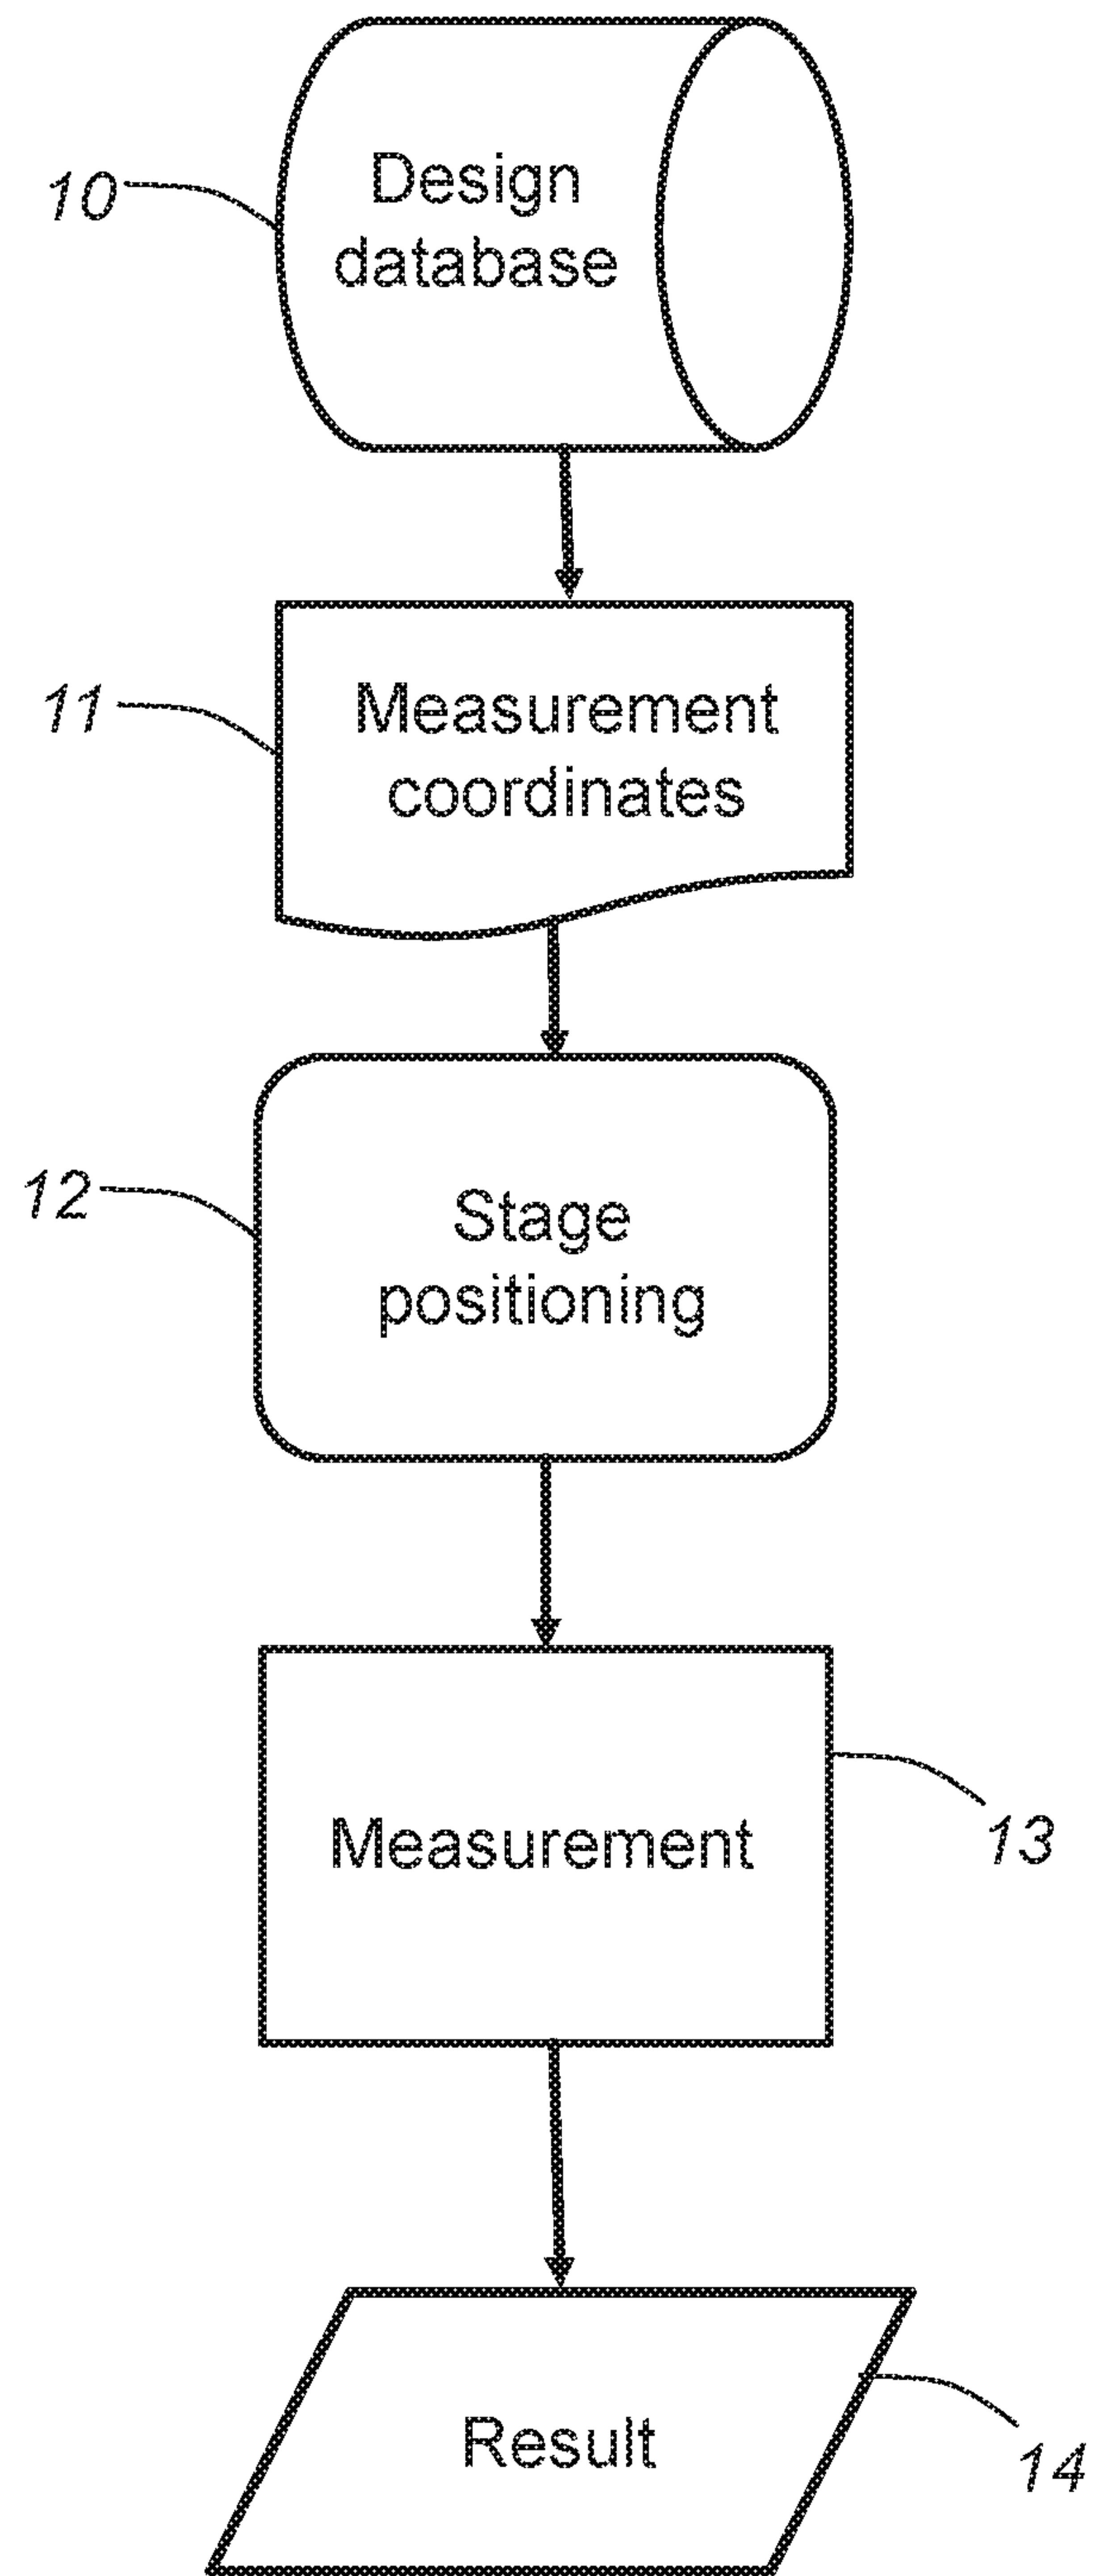 10
Design
database
11
Measurement
coordinates
12
Stage
positioning
Measurement
13
Result
14